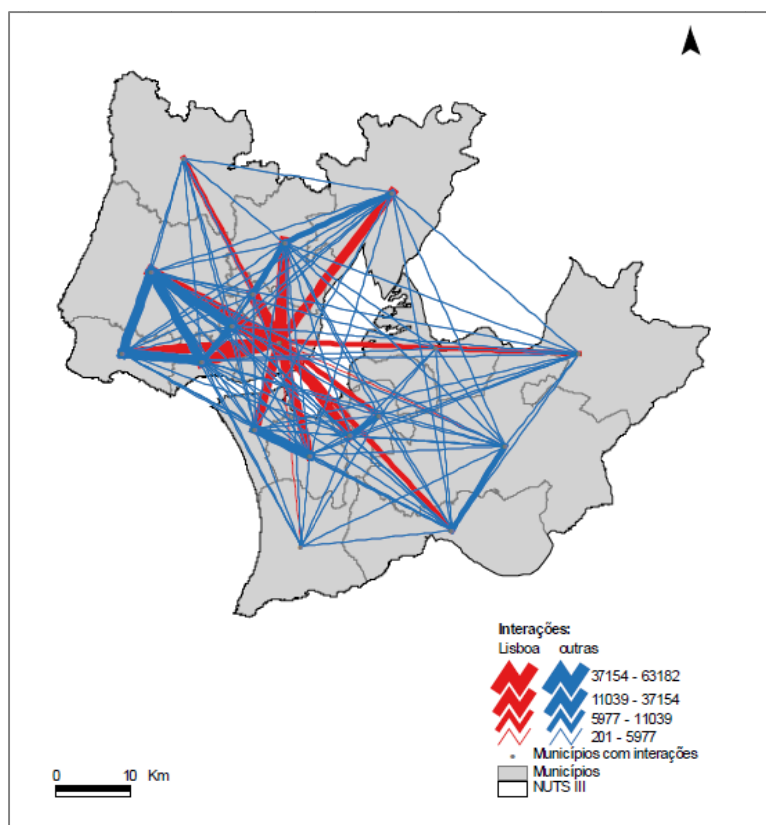 Interações:
Lisboa outras
37154 - 63182
11039 - 37154
5977 - 11039
201 - 5977
Municípios com interações
Municípios
NUTS III
0 10 Km